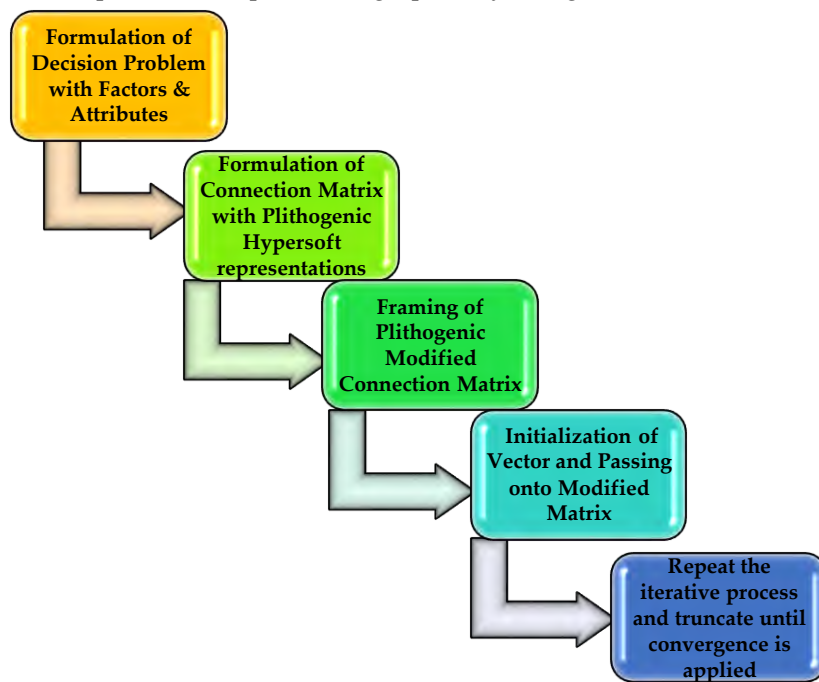 Formulation of
Decision Problem
with Factors &
Attributes
Formulation of
Connection Matrix
with Plithogenic
Hypersoft
representations
Framing of
Plithogenic
Modified
Connection Matrix
Initialization of
Vector and Passing
onto Modified
Matrix
Repeat the
iterative process
and truncate until
convergence is
applied